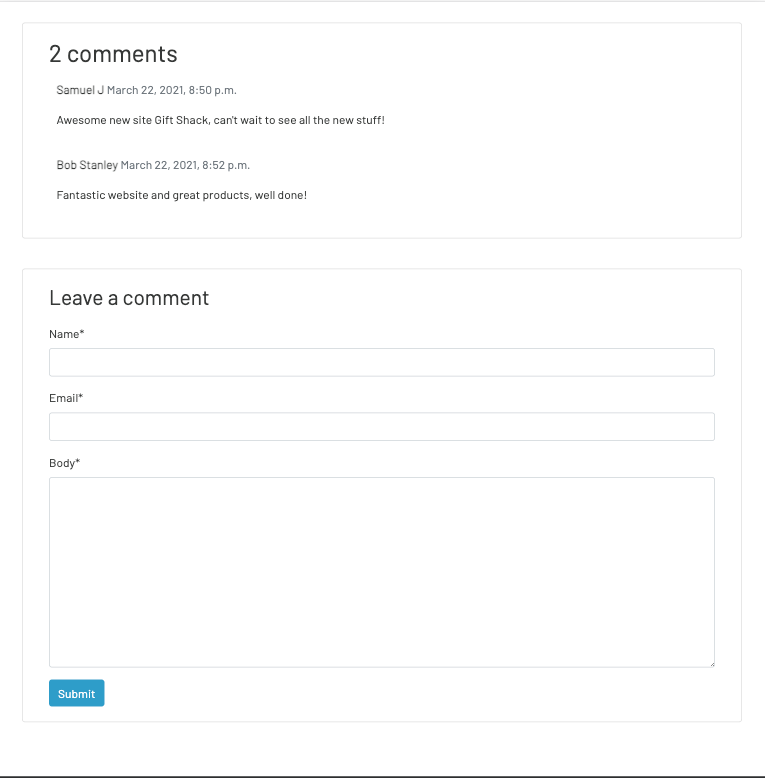 2 comments
Samuel J March 22, 2021, 8:50 p.m.
Awesome new site Gift Shack, can't wait to see all the new stuff!
Bob Stanley March 22, 2021, 8:52 p.m.
Fantastic website and great products, well done!
Leave a comment
Name*
Email*
Body*
Submit